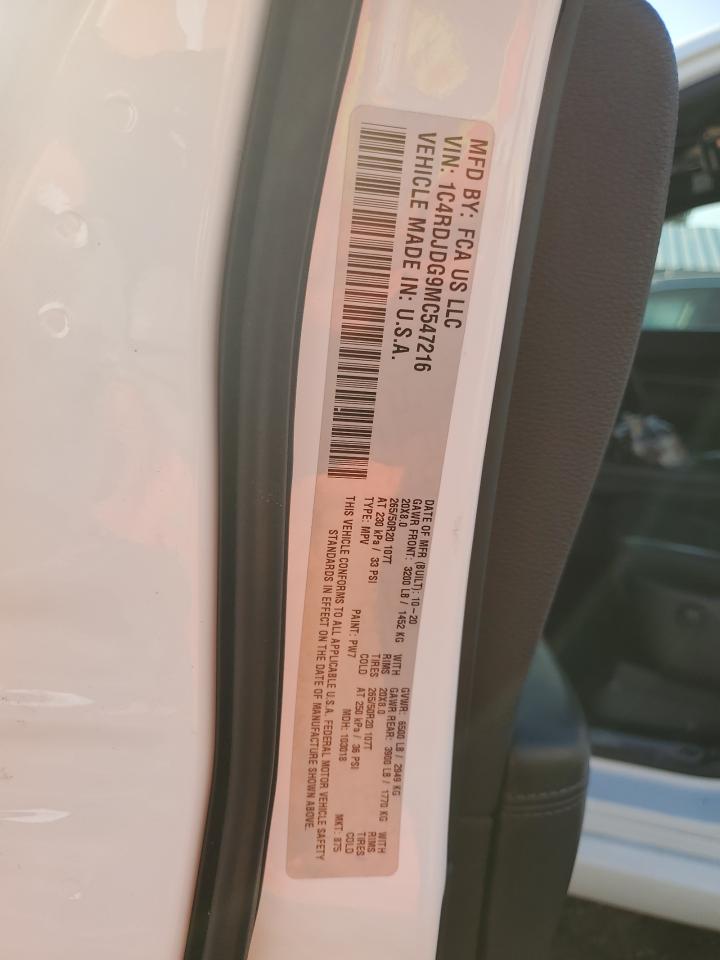 MFD BY: FCA US LLC
VIN: 1C4RDJDG9MC547216
VEHICLE MADE IN: U.S.A.
DATE OF MFR (BUILT): 10-20 GVWR: 6500 LB / 2949 KG
GAWR FRONT: 3200 LB / 1452 KG WITH GAWR REAR: 3900 LB / 1770 KG WITH
20X8.0 RIMS 20X8.0 RIMS
265/50R20 107T TIRES 265/50R20 107T TIRES
AT 230 kPa / 33 PSI COLD AT 250 kPa / 36 PSI COLD
TYPE: MPV PAINT: PW7 MDH: 103018 MKT: 875
THIS VEHICLE CONFORMS TO ALL APPLICABLE U.S.A. FEDERAL MOTOR VEHICLE SAFETY
STANDARDS IN EFFECT ON THE DATE OF MANUFACTURE SHOWN ABOVE.